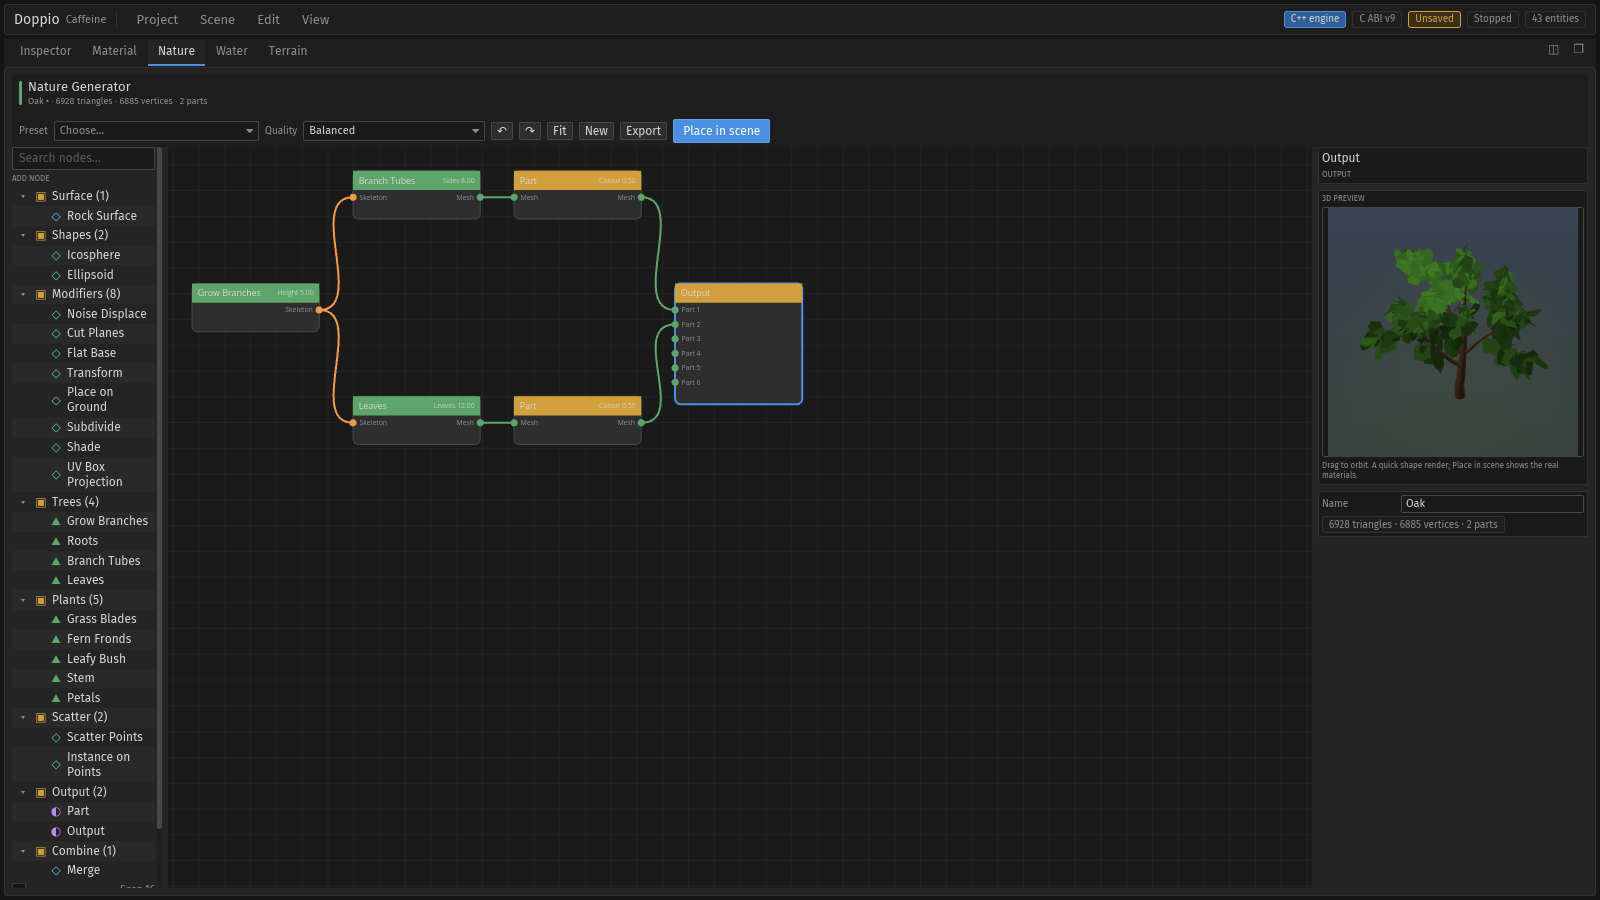 Doppio Caffeine Project Scene Edit View C++ engine C ABI v9 Unsaved Stopped 43 entities
Inspector Material Nature Water Terrain
Nature Generator
Oak • · 6928 triangles · 6885 vertices · 2 parts
Preset Choose... Quality Balanced Fit New Export Place in scene
Search nodes...
ADD NODE
Surface (1)
Rock Surface
Shapes (2)
Icosphere
Ellipsoid
Modifiers (8)
Noise Displace
Cut Planes
Flat Base
Transform
Place on
Ground
Subdivide
Shade
UV Box
Projection
Trees (4)
Grow Branches
Roots
Branch Tubes
Leaves
Plants (5)
Grass Blades
Fern Fronds
Leafy Bush
Stem
Petals
Scatter (2)
Scatter Points
Instance on
Points
Output (2)
Part
Output
Combine (1)
Merge
Branch Tubes Sides 8.00
Skeleton Mesh
Part Colour 0.50
Mesh Mesh
Grow Branches Height 5.00
Skeleton
Output
Part 1
Part 2
Part 3
Part 4
Part 5
Part 6
Leaves Leaves 12.00
Skeleton Mesh
Part Colour 0.50
Mesh Mesh
Output
OUTPUT
3D PREVIEW
Drag to orbit. A quick shape render; Place in scene shows the real
materials.
Name Oak
6928 triangles · 6885 vertices · 2 parts